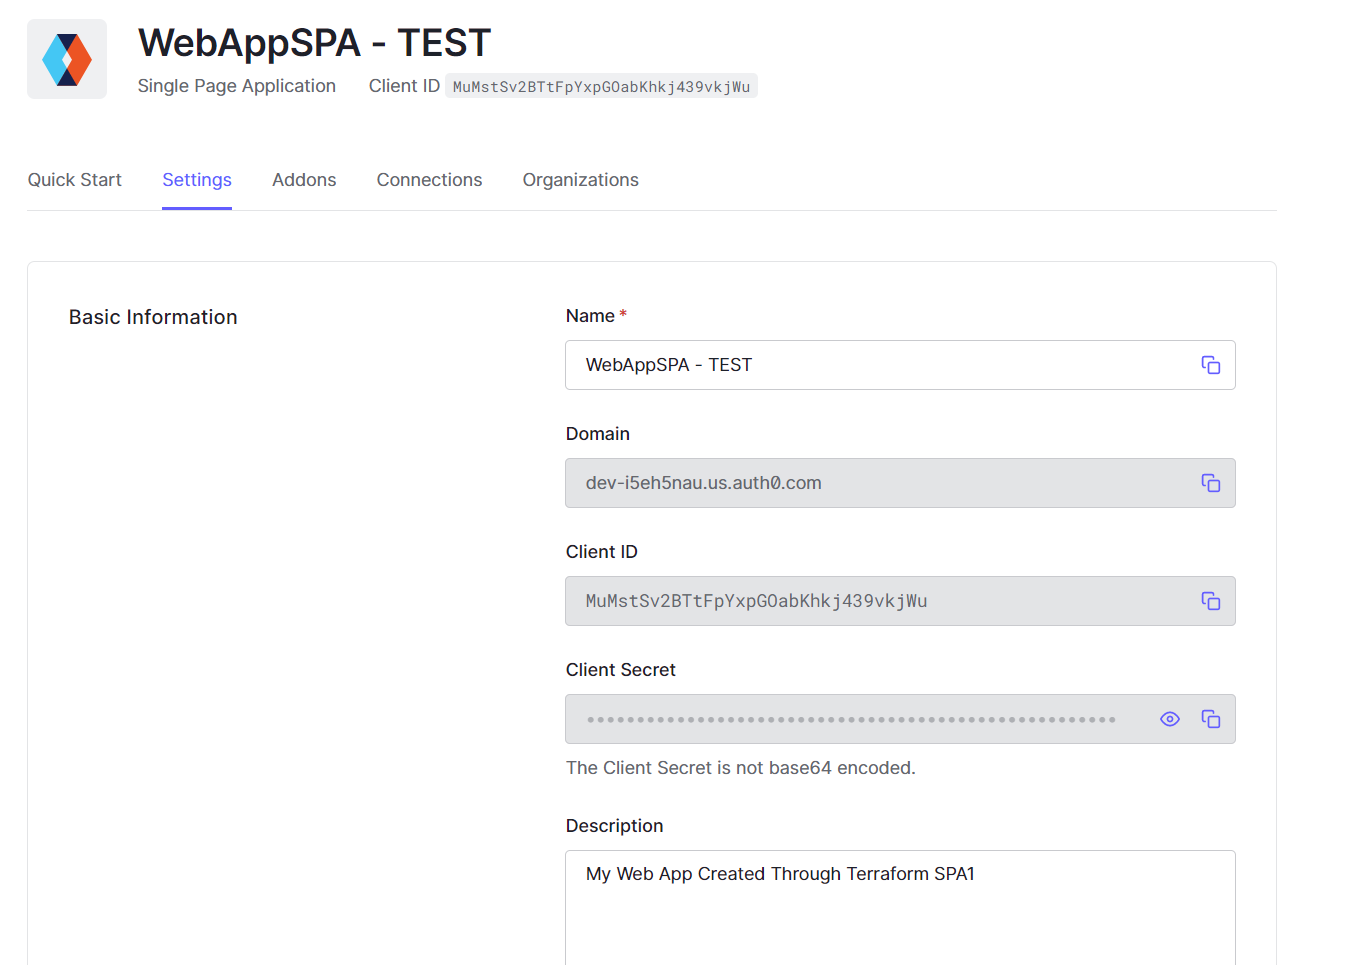 WebAppSPA - TEST
Single Page Application Client ID MuMstSv2BTtFpYxpGOabKhkj439vkjWu
Quick Start Settings Addons Connections Organizations
Basic Information
Name *
WebAppSPA - TEST
Domain
dev-i5eh5nau.us.auth0.com
Client ID
MuMstSv2BTtFpYxpGOabKhkj439vkjWu
Client Secret
•••••••••••••••••••••••••••••••••••••••••••••••••••••
The Client Secret is not base64 encoded.
Description
My Web App Created Through Terraform SPA1